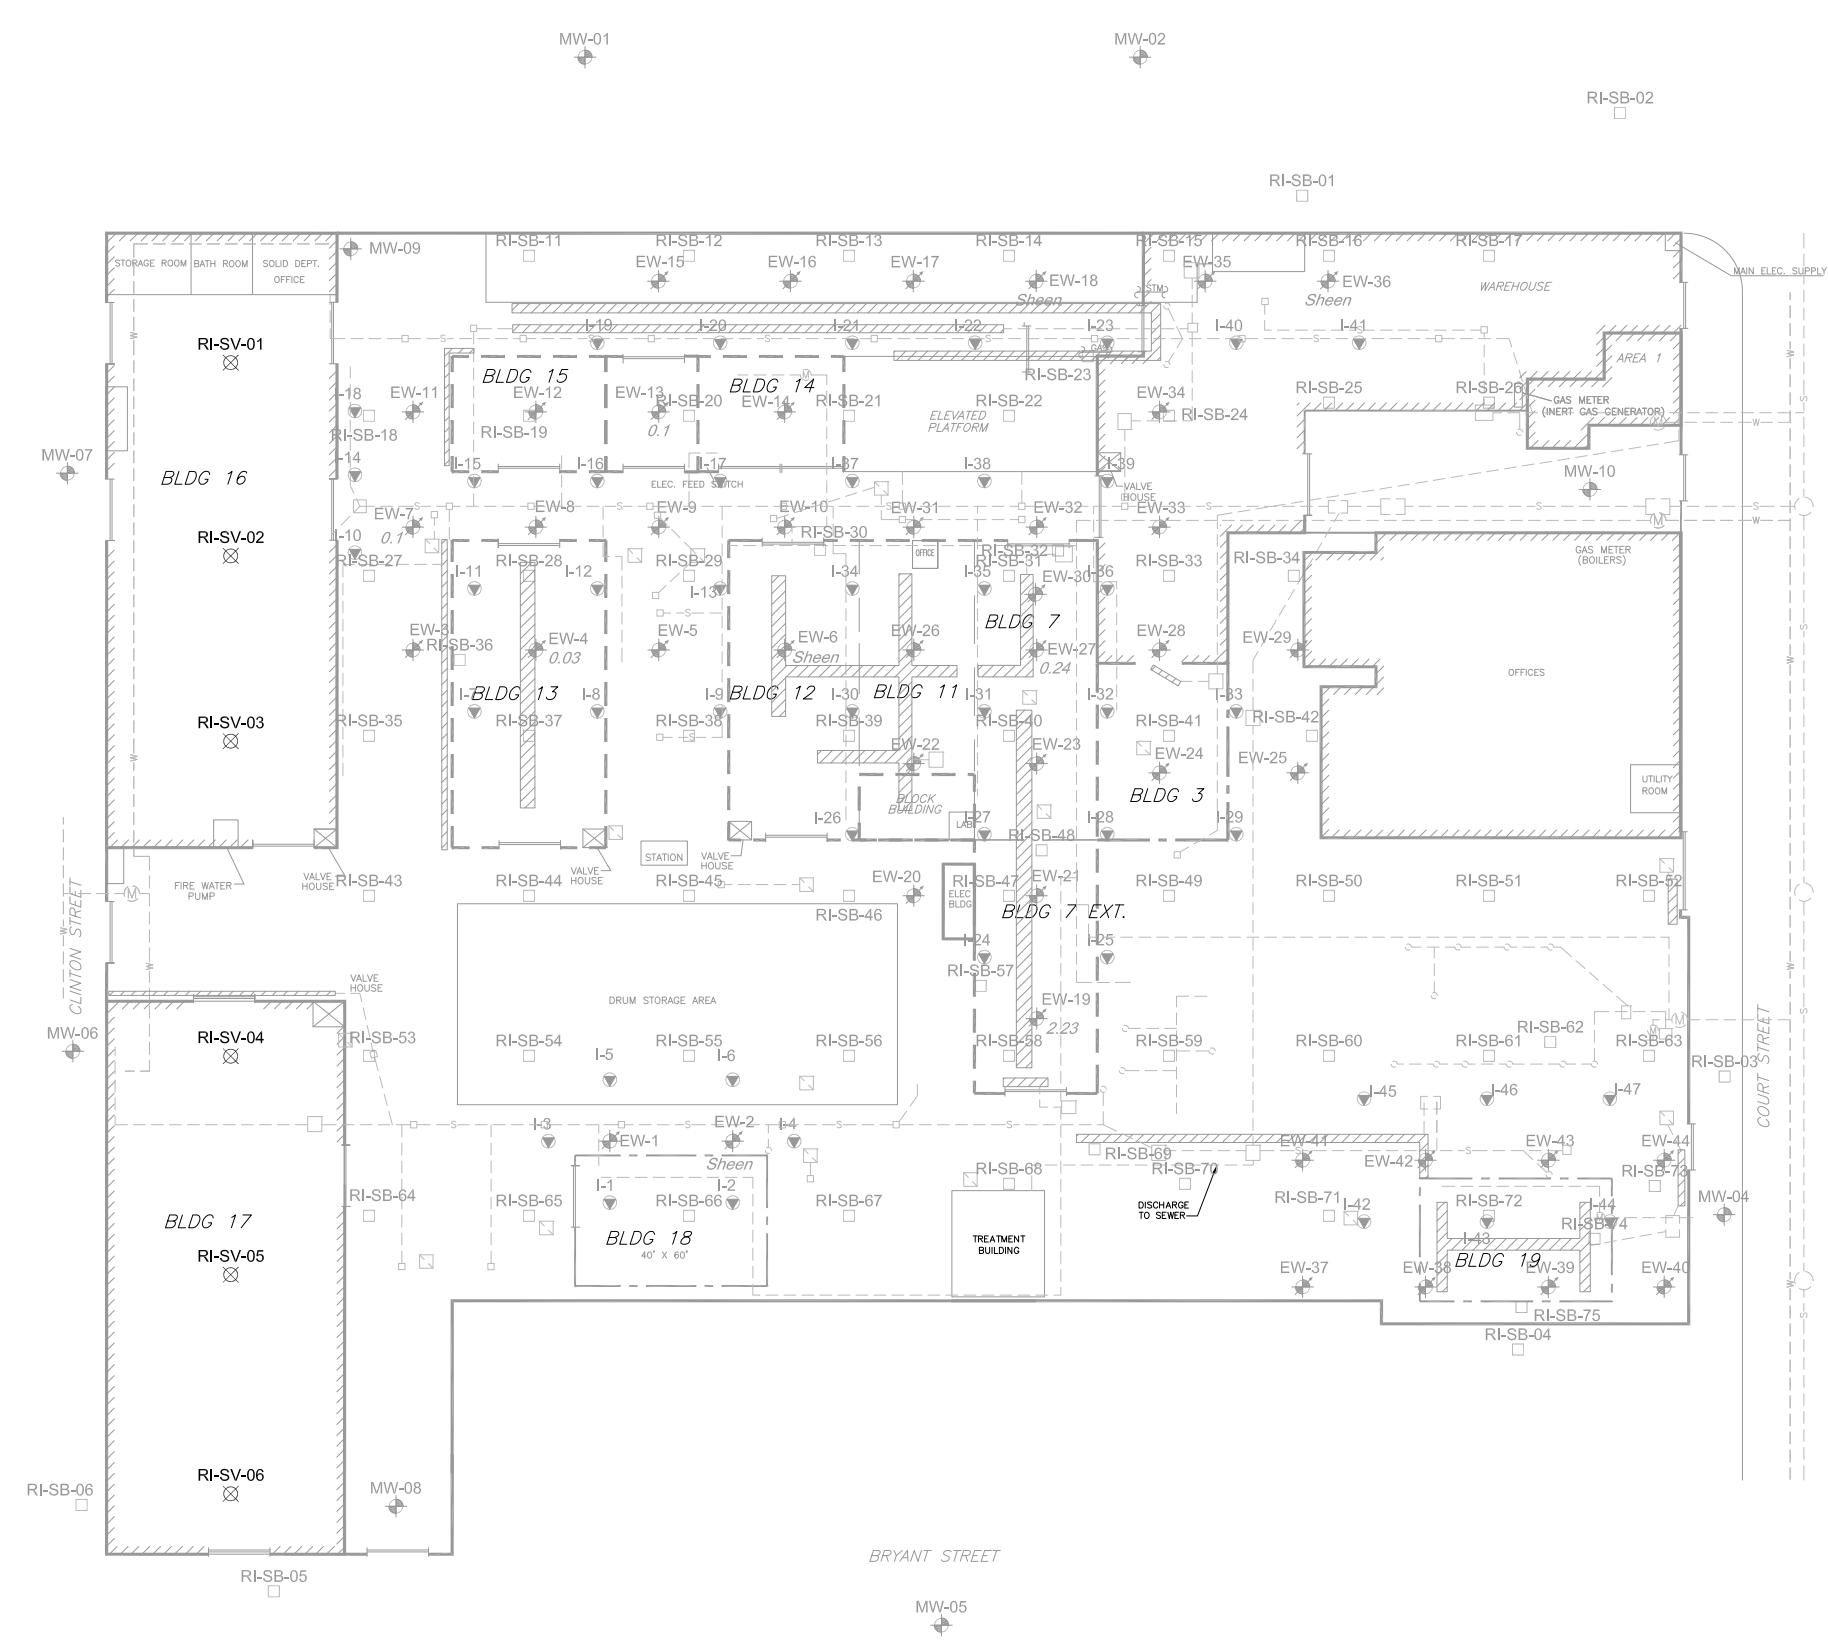 MW-01
MW-02
RI-SB-02
RI-SB-01
MW-09
RI-SB-11
RI-SB-12
RI-SB-13
RI-SB-14
RI-SB-15
RI-SB-16
RI-SB-17
STORAGE ROOM
BATH ROOM
SOLID DEPT.
OFFICE
EW-15
EW-16
EW-17
EW-18
EW-35
EW-36
MAIN ELEC. SUPPLY
WAREHOUSE
STM
Sheen
Sheen
I-19
I-20
I-21
I-22
I-23
I-40
I-41
RI-SV-01
GAS
AREA 1
BLDG 15
BLDG 14
RI-SB-23
EW-11
EW-12
EW-13
EW-14
EW-34
RI-SB-25
RI-SB-26
I-18
RI-SB-20
RI-SB-21
RI-SB-22
RI-SB-24
GAS METER
(INERT GAS GENERATOR)
ELEVATED
PLATFORM
RI-SB-18
RI-SB-19
0.1
MW-07
I-14
I-15
I-16
I-17
I-37
I-38
I-39
BLDG 16
ELEC. FEED SWITCH
VALVE
HOUSE
MW-10
EW-7
EW-8
EW-9
EW-10
EW-31
EW-32
EW-33
0.1
RI-SV-02
I-10
RI-SB-30
RI-SB-32
OFFICE
GAS METER
(BOILERS)
RI-SB-27
RI-SB-28
RI-SB-29
RI-SB-31
RI-SB-33
RI-SB-34
I-11
I-12
I-13
I-34
I-35
EW-30
I-36
BLDG 7
EW-3
RI-SB-36
EW-4
EW-5
EW-6
EW-26
EW-27
EW-28
EW-29
0.03
Sheen
0.24
OFFICES
I-7
BLDG 13
I-8
I-9
BLDG 12
I-30
BLDG 11
I-31
I-32
I-33
RI-SV-03
RI-SB-35
RI-SB-37
RI-SB-38
RI-SB-39
RI-SB-40
RI-SB-41
RI-SB-42
EW-22
EW-23
EW-24
EW-25
UTILITY
ROOM
BLOCK
BUILDING
BLDG 3
LAB
I-26
I-27
I-28
I-29
RI-SB-48
STATION
VALVE
HOUSE
VALVE
HOUSE
VALVE
HOUSE
FIRE WATER
PUMP
RI-SB-43
RI-SB-44
RI-SB-45
RI-SB-46
EW-20
ELEC
BLDG
RI-SB-47
EW-21
RI-SB-49
RI-SB-50
RI-SB-51
RI-SB-52
BLDG 7 EXT.
CLINTON STREET
I-24
I-25
RI-SB-57
VALVE
HOUSE
DRUM STORAGE AREA
EW-19
2.23
MW-06
RI-SV-04
RI-SB-53
RI-SB-54
RI-SB-55
RI-SB-56
RI-SB-58
RI-SB-59
RI-SB-60
RI-SB-61
RI-SB-62
RI-SB-63
RI-SB-03
COURT STREET
I-5
I-6
I-45
I-46
I-47
I-3
EW-1
EW-2
I-4
Sheen
RI-SB-69
EW-41
EW-42
EW-43
EW-44
RI-SB-68
RI-SB-70
RI-SB-73
RI-SB-64
RI-SB-65
I-1
RI-SB-66
I-2
RI-SB-67
DISCHARGE
TO SEWER
RI-SB-71
I-42
RI-SB-72
I-44
MW-04
BLDG 17
BLDG 18
40' X 60'
TREATMENT
BUILDING
I-43
RI-SB-74
BLDG 19
RI-SV-05
EW-37
EW-38
EW-39
EW-40
RI-SB-75
RI-SB-04
RI-SV-06
RI-SB-06
MW-08
BRYANT STREET
RI-SB-05
MW-05